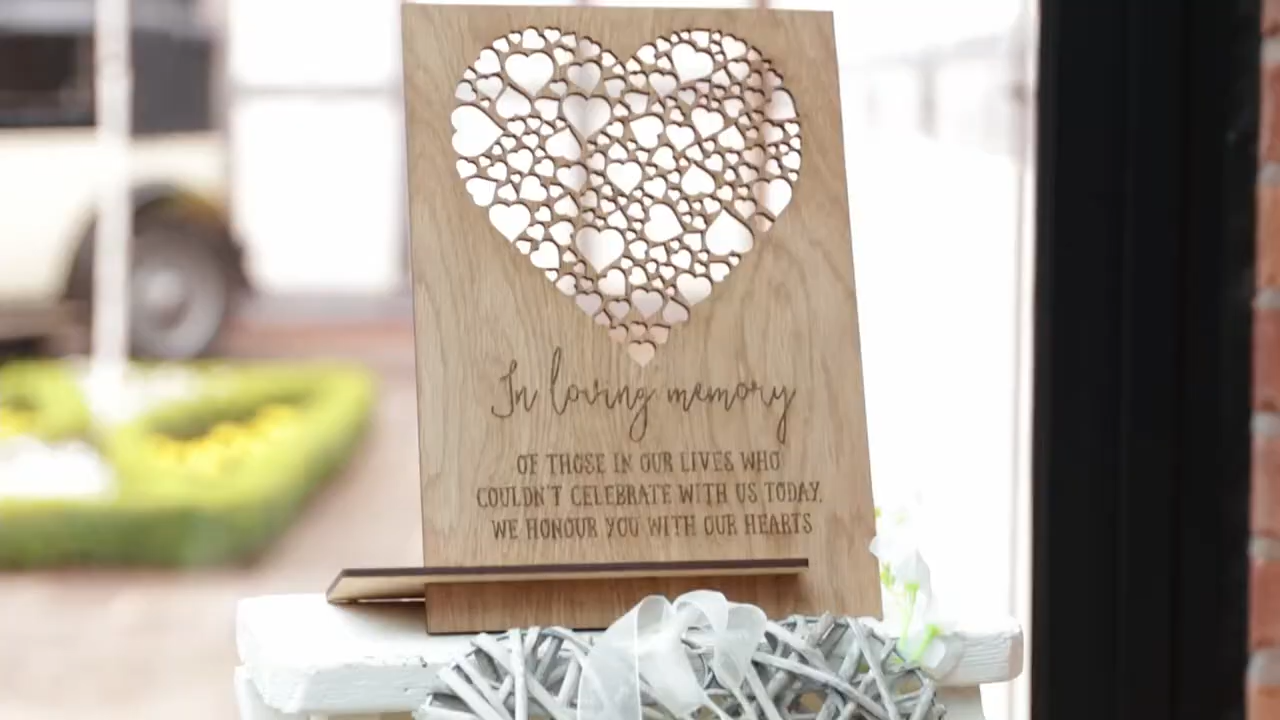 In loving memory
OF THOSE IN OUR LIVES WHO
COULDN'T CELEBRATE WITH US TODAY.
WE HONOUR YOU WITH OUR HEARTS